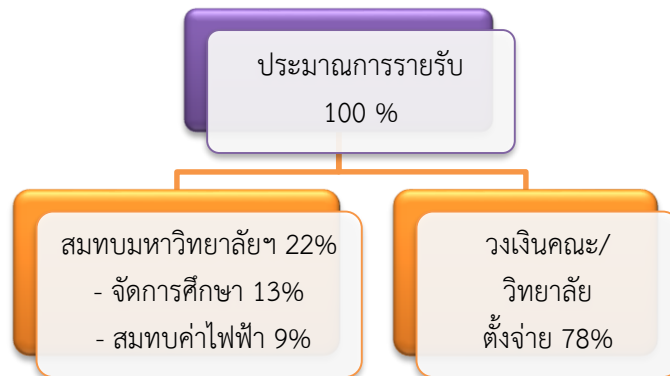 ประมาณการรายรับ
100 %
สมทบมหาวิทยาลัยฯ 22%
- จัดการศึกษา 13%
- สมทบค่าไฟฟ้า 9%
วงเงินคณะ/
วิทยาลัย
ตั้งจ่าย 78%